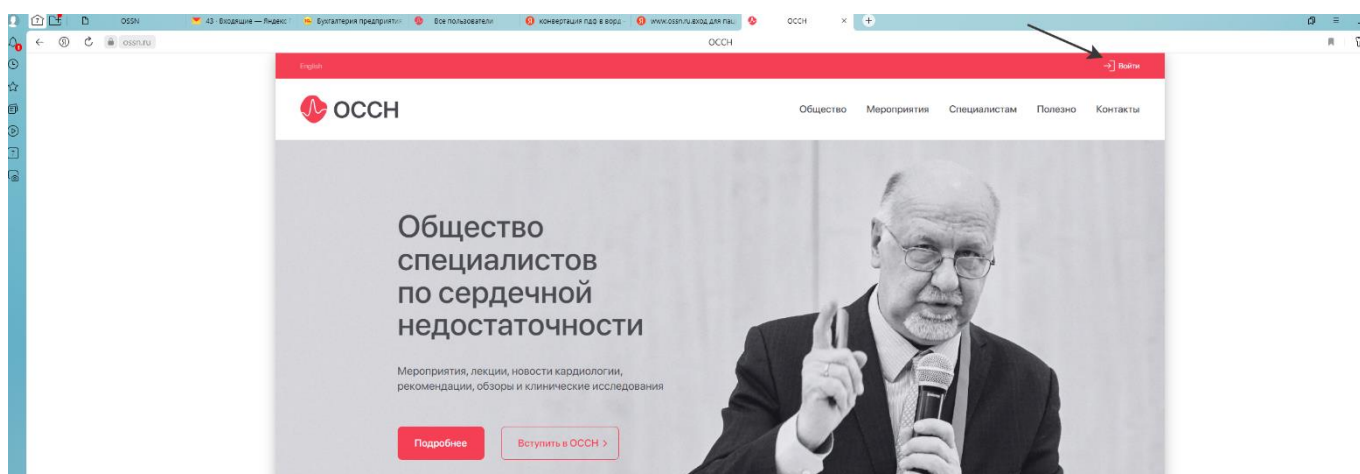 OSSN
43 · Входящие — Яндекс
Бухгалтерия предприятия
Все пользователи
конвертация пдф в ворд
www.ossn.ru.вход для пац
ОССН
ossn.ru
ОССН
English
Войти
ОССН
Общество Мероприятия Специалистам Полезно Контакты
Общество
специалистов
по сердечной
недостаточности
Мероприятия, лекции, новости кардиологии,
рекомендации, обзоры и клинические исследования
Подробнее
Вступить в ОССН >